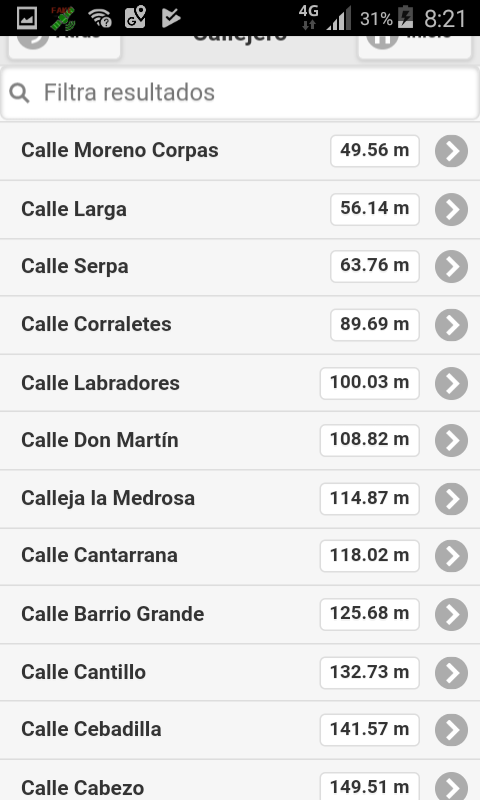 4G 31% 8:21
Callejero
Filtra resultados
Calle Moreno Corpas 49.56 m
Calle Larga 56.14 m
Calle Serpa 63.76 m
Calle Corraletes 89.69 m
Calle Labradores 100.03 m
Calle Don Martín 108.82 m
Calleja la Medrosa 114.87 m
Calle Cantarrana 118.02 m
Calle Barrio Grande 125.68 m
Calle Cantillo 132.73 m
Calle Cebadilla 141.57 m
Calle Cabezo 149.51 m